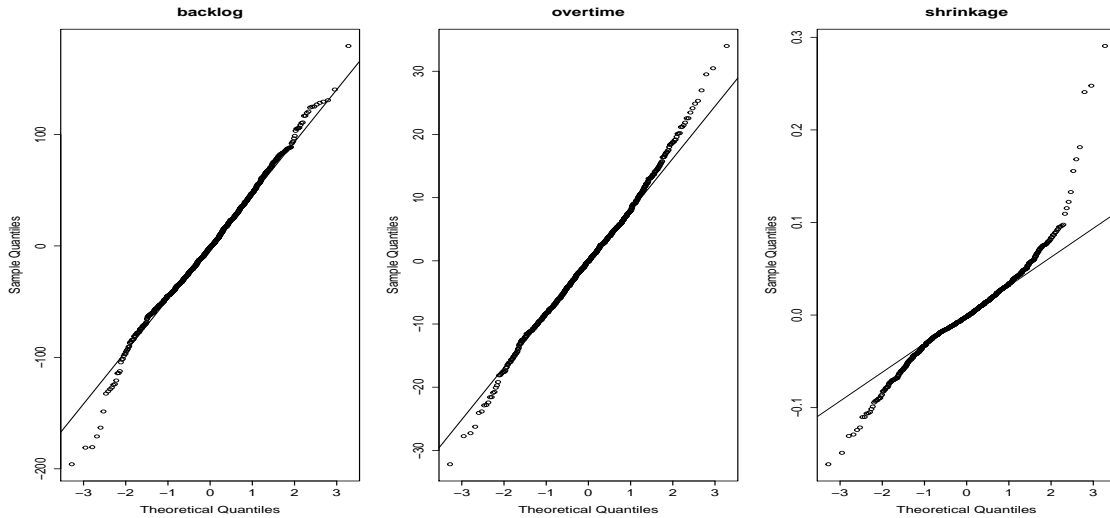 backlog
overtime
shrinkage
Sample Quantiles
100
0
−100
−200
−3 −2 −1 0 1 2 3
Theoretical Quantiles
Sample Quantiles
30
20
10
0
−10
−20
−30
−3 −2 −1 0 1 2 3
Theoretical Quantiles
Sample Quantiles
0.3
0.2
0.1
0.0
−0.1
−3 −2 −1 0 1 2 3
Theoretical Quantiles